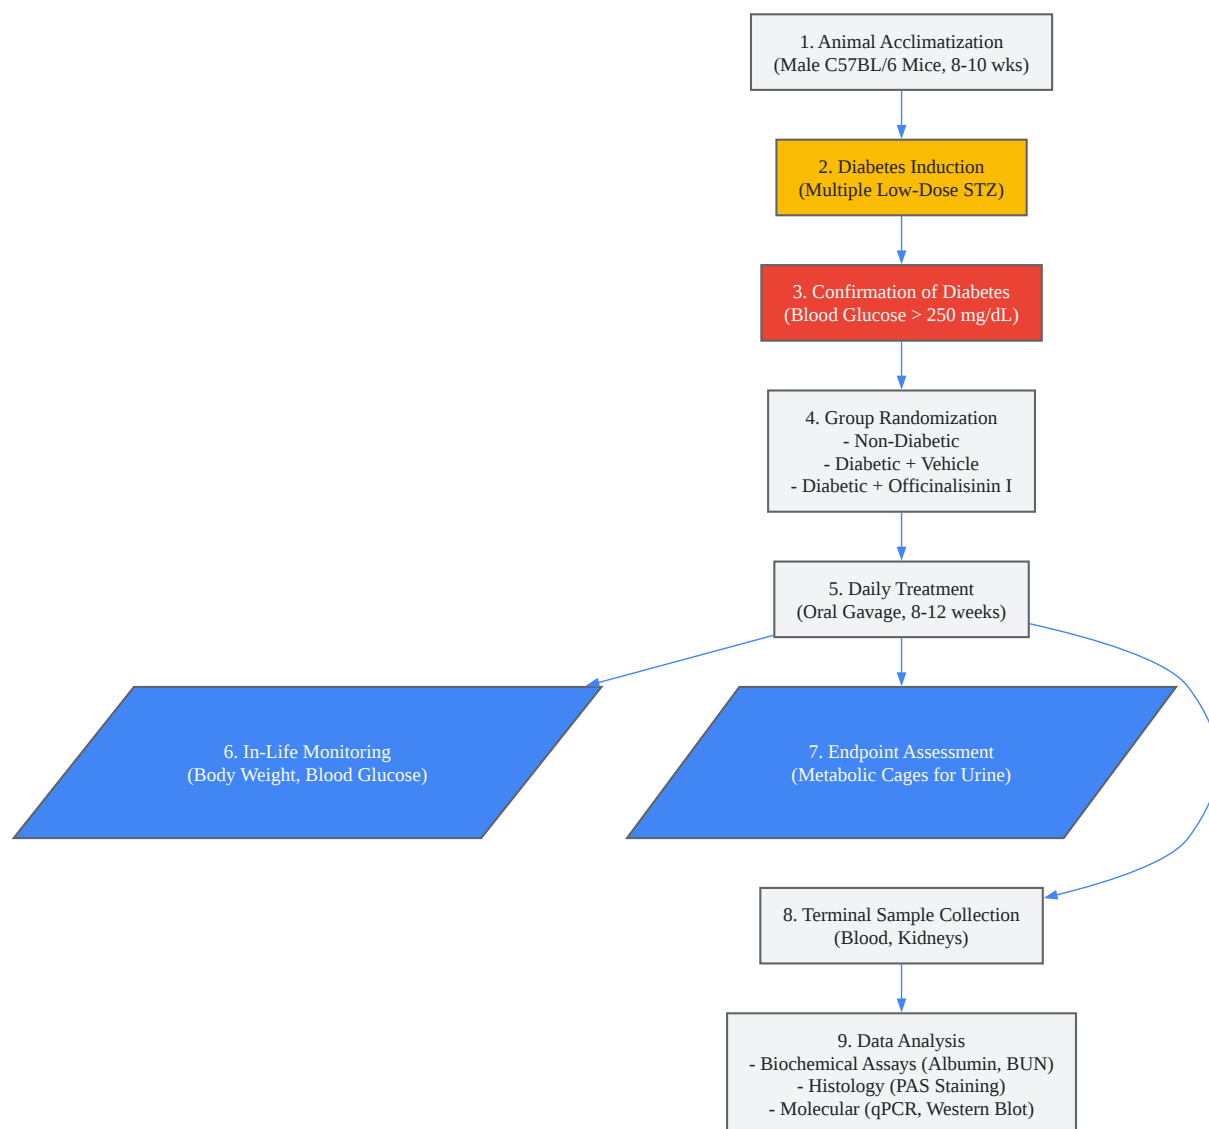 1. Animal Acclimatization
(Male C57BL/6 Mice, 8-10 wks)
2. Diabetes Induction
(Multiple Low-Dose STZ)
3. Confirmation of Diabetes
(Blood Glucose > 250 mg/dL)
4. Group Randomization
- Non-Diabetic
- Diabetic + Vehicle
- Diabetic + Officinalisinin I
5. Daily Treatment
(Oral Gavage, 8-12 weeks)
6. In-Life Monitoring
(Body Weight, Blood Glucose)
7. Endpoint Assessment
(Metabolic Cages for Urine)
8. Terminal Sample Collection
(Blood, Kidneys)
9. Data Analysis
- Biochemical Assays (Albumin, BUN)
- Histology (PAS Staining)
- Molecular (qPCR, Western Blot)